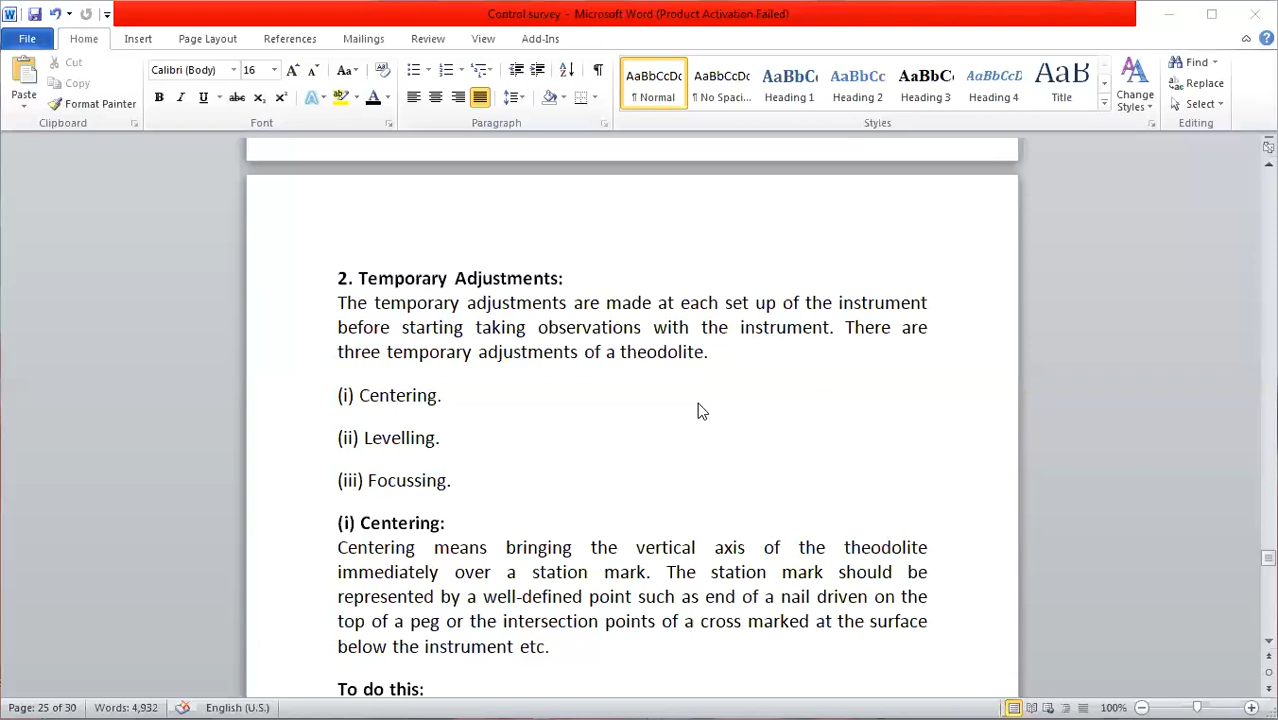 Control survey - Microsoft Word (Product Activation Failed)
File Home Insert Page Layout References Mailings Review View Add-Ins
Paste
Cut
Copy
Format Painter
Clipboard
Calibri (Body) 16
Font
Paragraph
AaBbCcDc AaBbCcDc AaBbC AaBbCc AaBbC AaBbCcD AaB
¶ Normal ¶ No Spaci... Heading 1 Heading 2 Heading 3 Heading 4 Title
Styles
Change
Styles
Find
Replace
Select
Editing
2. Temporary Adjustments:
The temporary adjustments are made at each set up of the instrument
before starting taking observations with the instrument. There are
three temporary adjustments of a theodolite.
(i) Centering.
(ii) Levelling.
(iii) Focussing.
(i) Centering:
Centering means bringing the vertical axis of the theodolite
immediately over a station mark. The station mark should be
represented by a well-defined point such as end of a nail driven on the
top of a peg or the intersection points of a cross marked at the surface
below the instrument etc.
To do this:
Page: 25 of 30 Words: 4,932 English (U.S.) 100%